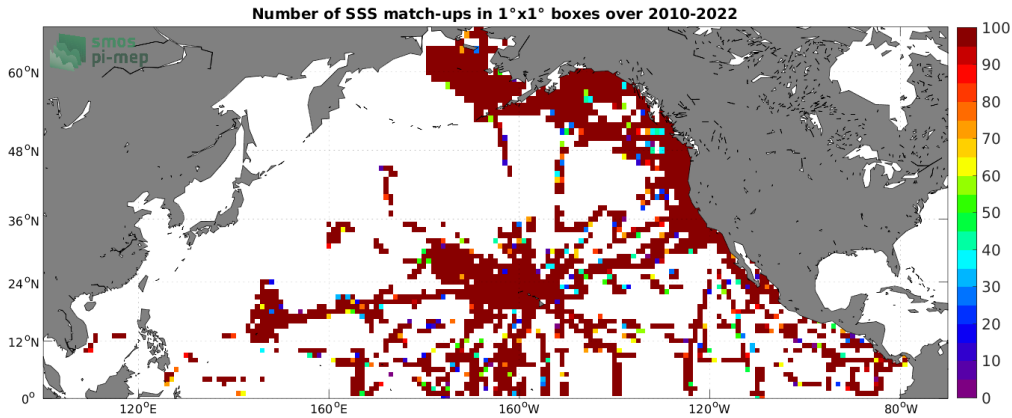 Number of SSS match-ups in 1°x1° boxes over 2010-2022
smos
pi-mep
60°N
48°N
36°N
24°N
12°N
0°
120°E
160°E
160°W
120°W
80°W
100
90
80
70
60
50
40
30
20
10
0